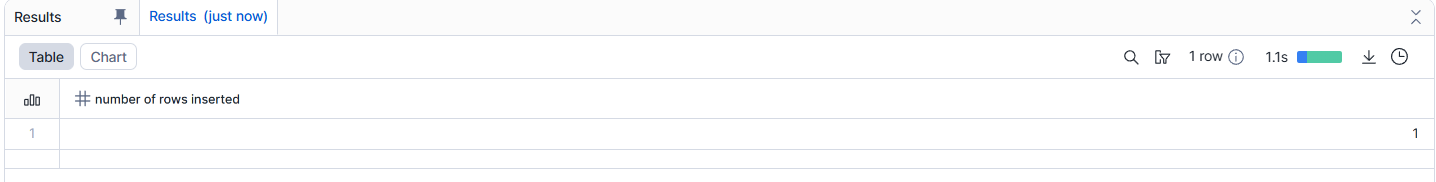 Results Results (just now)
Table Chart 1 row 1.1s
number of rows inserted
1 1